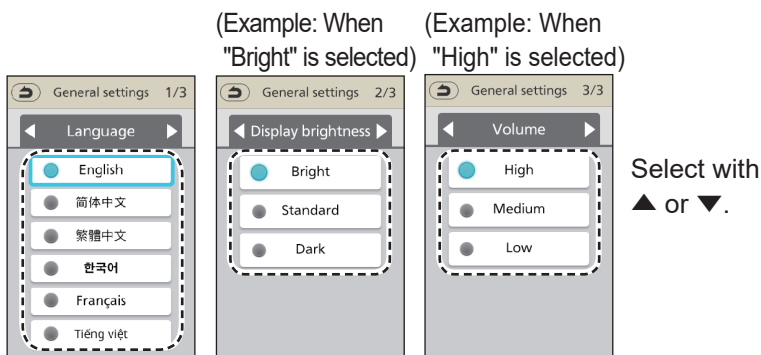 (Example: When
"Bright" is selected)
(Example: When
"High" is selected)
General settings 1/3
Language
English
简体中文
繁體中文
한국어
Français
Tiếng việt
General settings 2/3
Display brightness
Bright
Standard
Dark
General settings 3/3
Volume
High
Medium
Low
Select with
▲ or ▼.